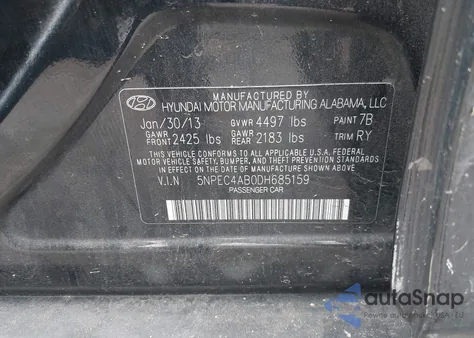 MANUFACTURED BY
HYUNDAI MOTOR MANUFACTURING ALABAMA, LLC
Jan/30/13 GVWR 4497 lbs PAINT 7B
GAWR FRONT 2425 lbs GAWR REAR 2183 lbs TRIM RY
THIS VEHICLE CONFORMS TO ALL APPLICABLE U.S.A. FEDERAL
MOTOR VEHICLE SAFETY, BUMPER, AND THEFT PREVENTION
STANDARDS IN EFFECT ON THE DATE OF
MANUFACTURE SHOWN ABOVE.
V.I.N 5NPEC4AB0DH685159
PASSENGER CAR
autoSnap